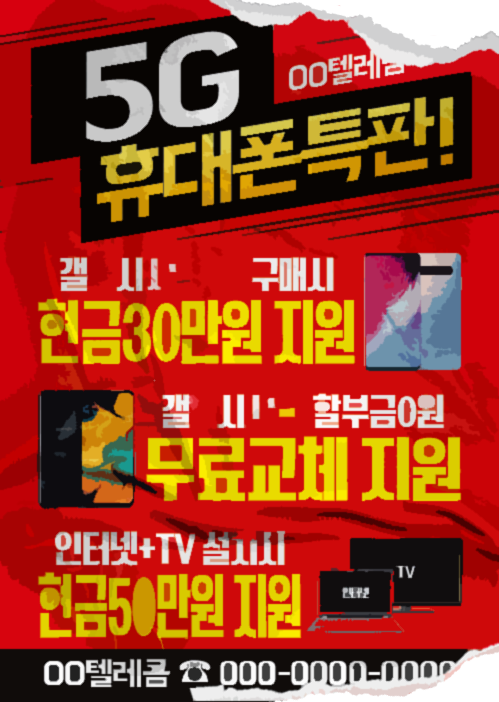 5G
OO텔레콤
휴대폰특판!
갤 구매시
현금30만원 지원
갤 할부금0원
무료교체 지원
인터넷+TV 설치시
TV
인터넷
현금50만원 지원
OO텔레콤 ☎ 000-0000-0000